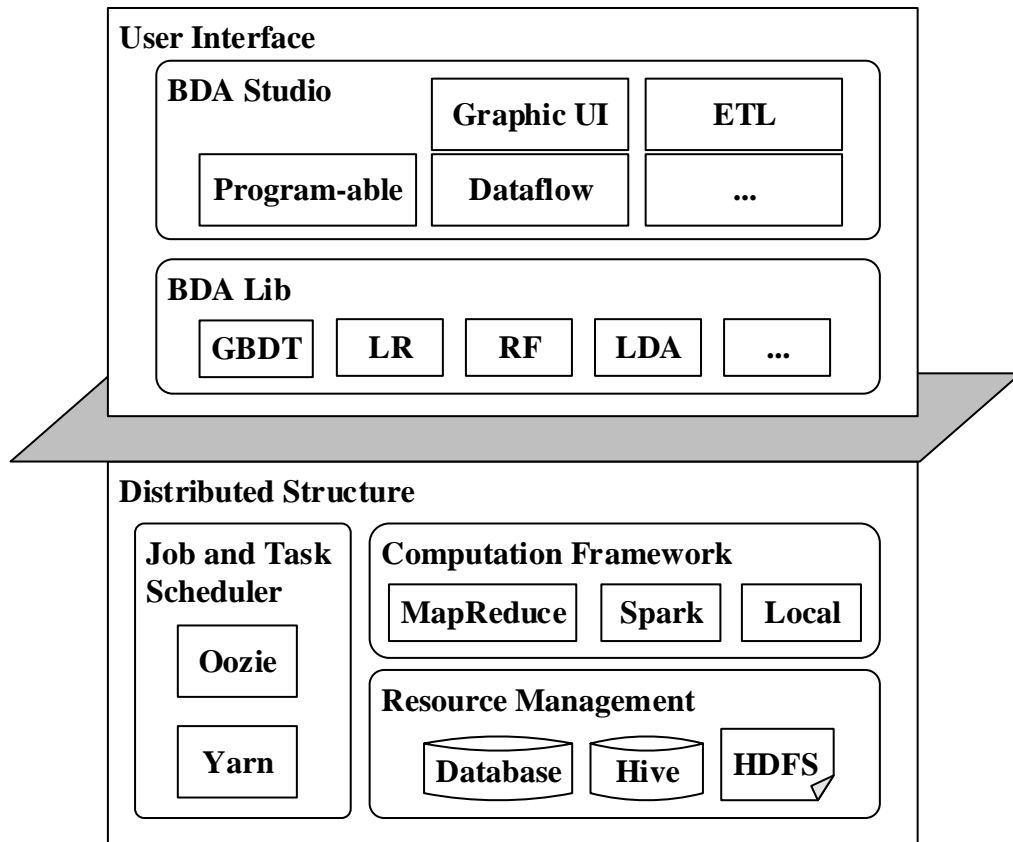 User Interface
BDA Studio
Graphic UI
ETL
Program-able
Dataflow
...
BDA Lib
GBDT
LR
RF
LDA
...
Distributed Structure
Job and Task
Scheduler
Oozie
Yarn
Computation Framework
MapReduce
Spark
Local
Resource Management
Database
Hive
HDFS